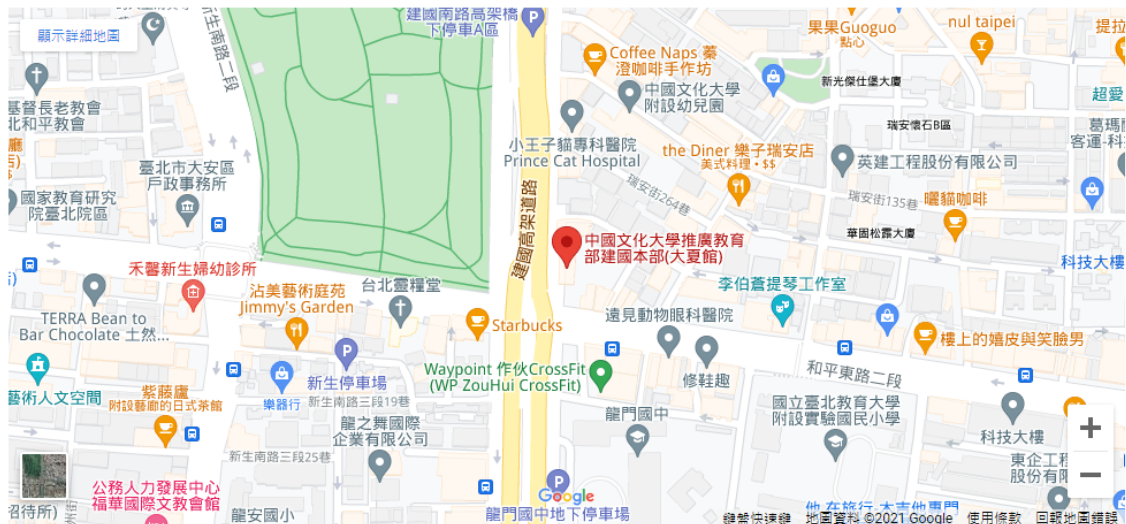 建國南路高架橋
下停車A區
果果Guoguo
點心
nul taipei
提拉
顯示詳細地圖
新生南路二段
Coffee Naps 蓁
澄咖啡手作坊
新光傑仕堡大廈
超愛
基督長老教會
北和平教會
中國文化大學
附設幼兒園
瑞安懷石B區
葛瑪
客運-科
小王子貓專科醫院
Prince Cat Hospital
the Diner 樂子瑞安店
美式料理・$$
英建工程股份有限公司
臺北市大安區
戶政事務所
建國高架道路
瑞安街264巷
瑞安街135巷
曬貓咖啡
國家教育研究
院臺北院區
華固松露大廈
中國文化大學推廣教育
部建國本部(大夏館)
科技大樓
禾馨新生婦幼診所
台北靈糧堂
李伯蒼提琴工作室
沾美藝術庭苑
Jimmy's Garden
TERRA Bean to
Bar Chocolate 土然...
Starbucks
遠見動物眼科醫院
樓上的嬉皮與笑臉男
Waypoint 作伙CrossFit
(WP ZouHui CrossFit)
和平東路二段
修鞋趣
新生停車場
藝術人文空間
紫藤廬
附設藝廊的日式茶館
樂器行
新生南路三段19巷
龍門國中
國立臺北教育大學
附設實驗國民小學
龍之舞國際
企業有限公司
科技大樓
新生南路三段25巷
東企工程
股份有限
公務人力發展中心
福華國際文教會館
招待所)
龍安國小
Google
龍門國中地下停車場
鍵盤快速鍵
地圖資料 ©2021 Google
使用條款
回報地圖錯誤